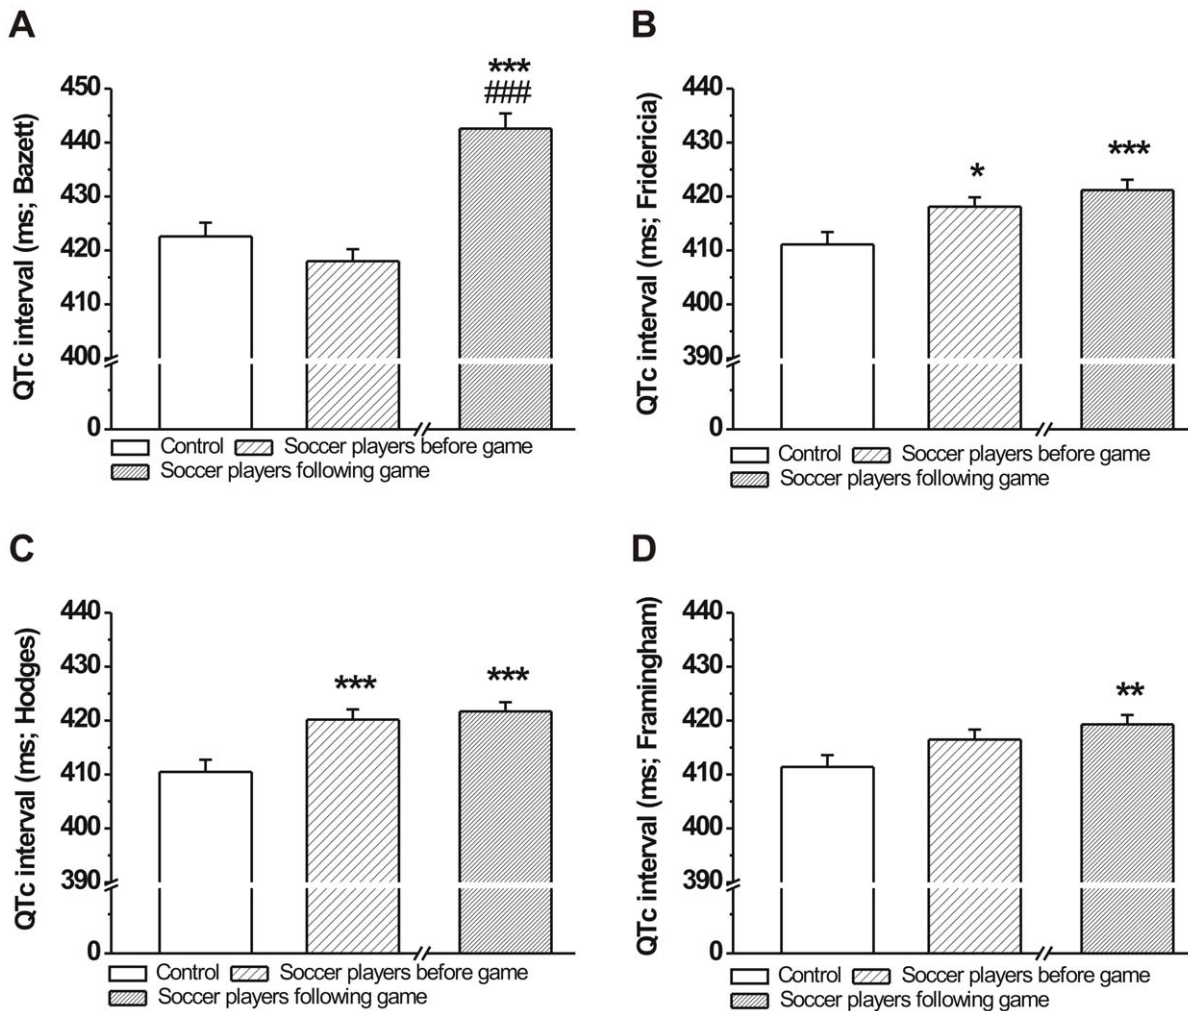 A
QTc interval (ms; Bazett)
450
440
430
420
410
400
0
***
###
Control Soccer players before game
Soccer players following game
B
QTc interval (ms; Fridericia)
440
430
420
410
400
390
0
*
***
Control Soccer players before game
Soccer players following game
C
QTc interval (ms; Hodges)
440
430
420
410
400
390
0
***
***
Control Soccer players before game
Soccer players following game
D
QTc interval (ms; Framingham)
440
430
420
410
400
390
0
**
Control Soccer players before game
Soccer players following game